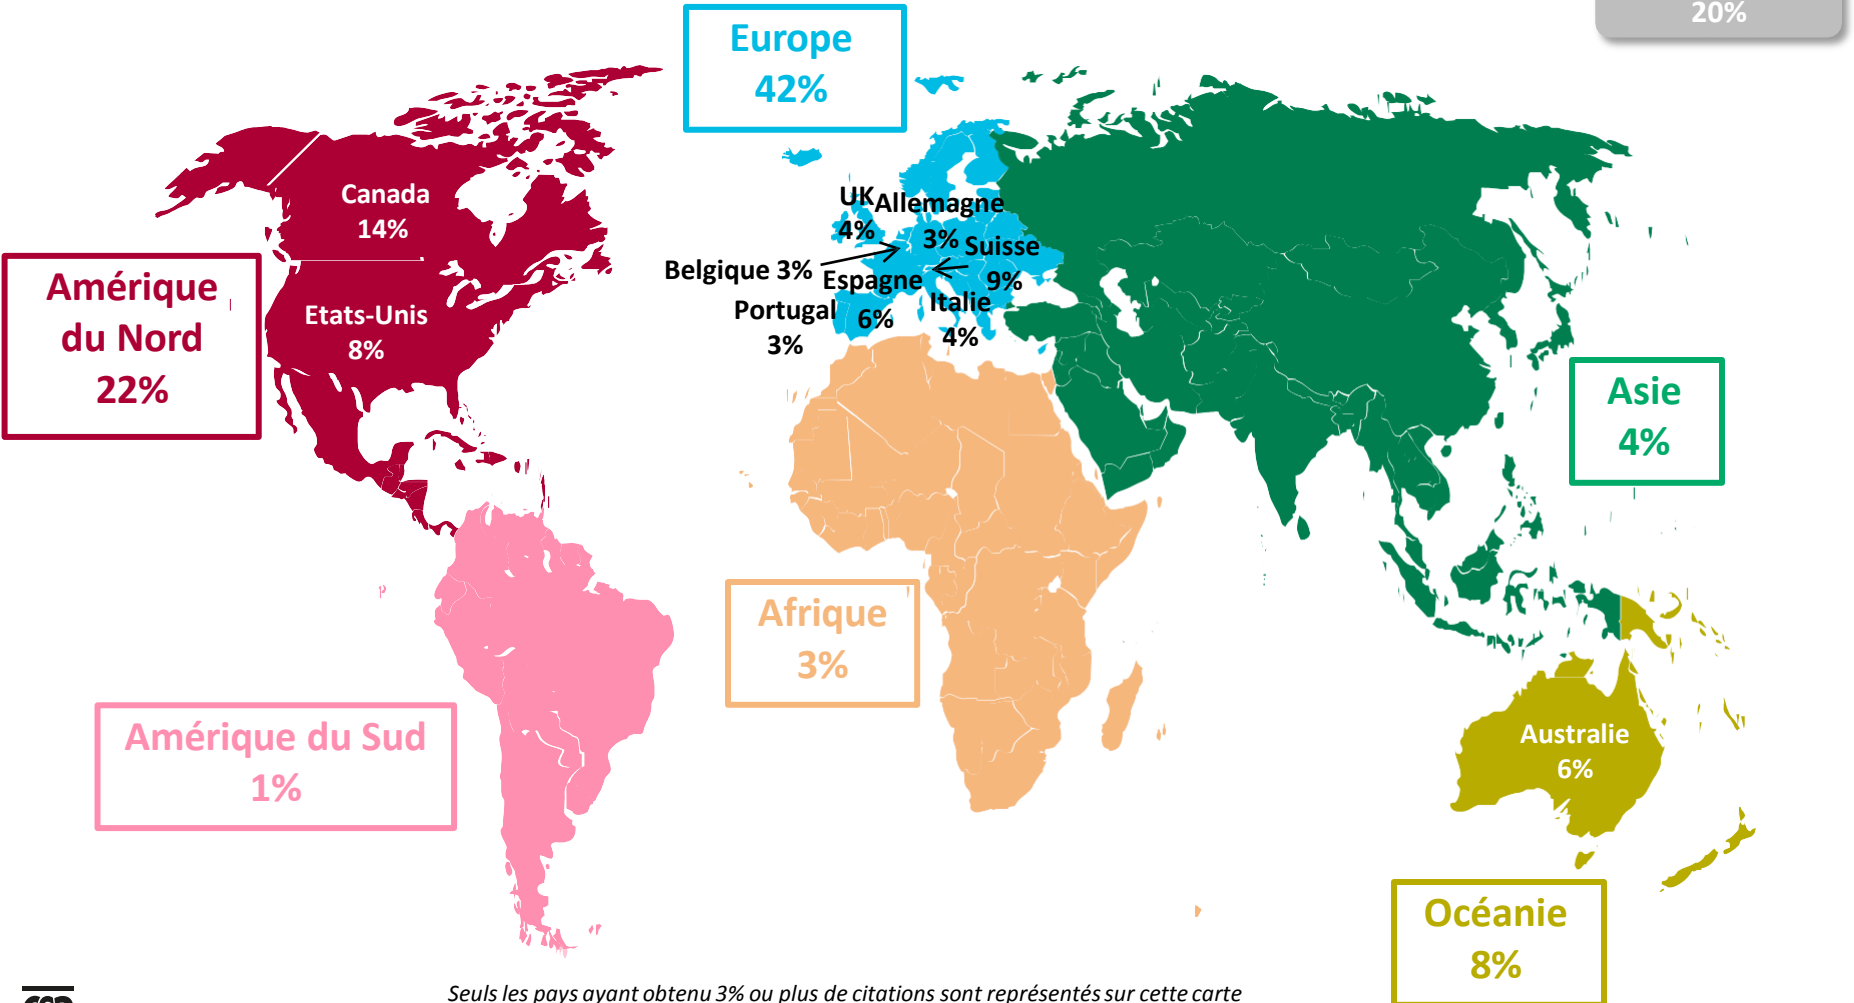 20%
Europe
42%
Canada
14%
UK
4%
Allemagne
3%
Suisse
9%
Belgique 3%
Espagne
6%
Italie
4%
Portugal
3%
Amérique
du Nord
22%
Etats-Unis
8%
Asie
4%
Afrique
3%
Amérique du Sud
1%
Australie
6%
Océanie
8%
Seuls les pays ayant obtenu 3% ou plus de citations sont représentés sur cette carte